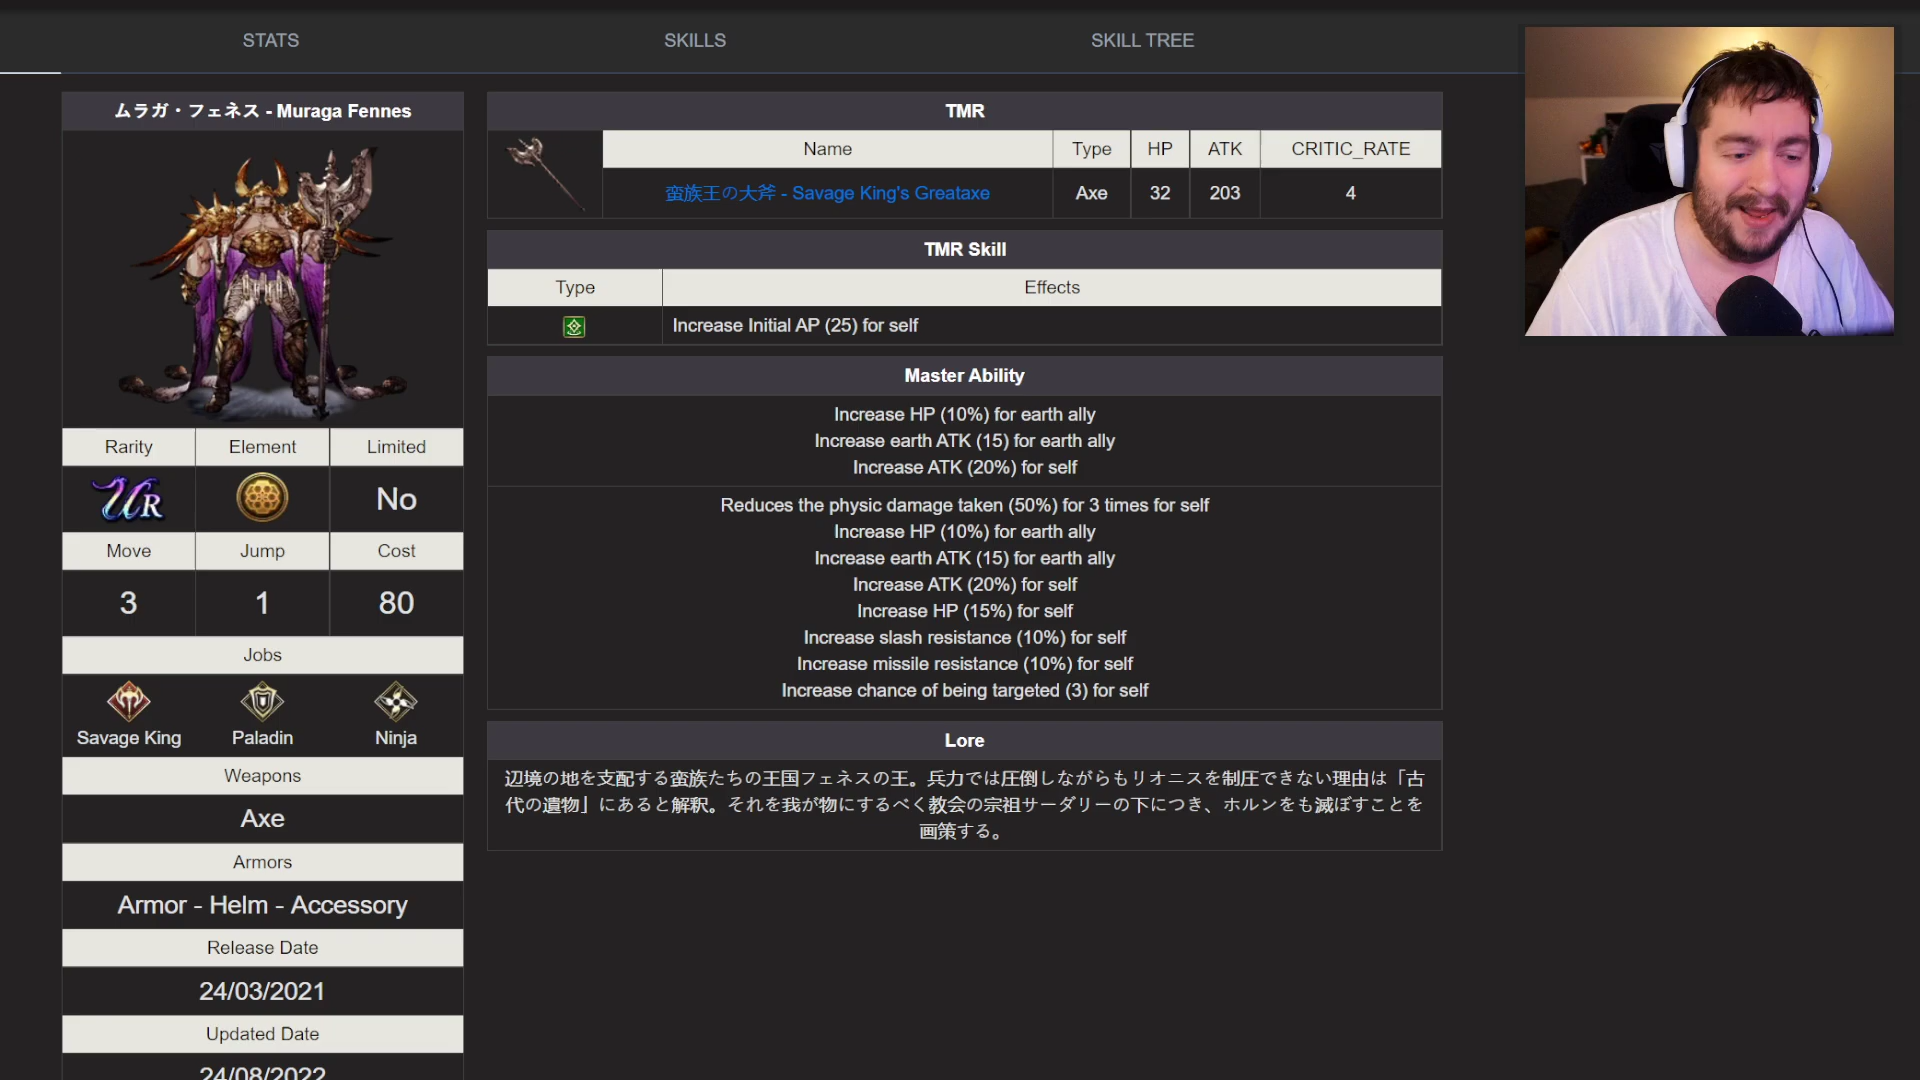 STATS
SKILLS
SKILL TREE
ムラガ・フェネス - Muraga Fennes
Rarity
Element
Limited
UR
No
Move
Jump
Cost
3
1
80
Jobs
Savage King
Paladin
Ninja
Weapons
Axe
Armors
Armor - Helm - Accessory
Release Date
24/03/2021
Updated Date
24/08/2022
TMR
Name
Type
HP
ATK
CRITIC_RATE
蛮族王の大斧 - Savage King's Greataxe
Axe
32
203
4
TMR Skill
Type
Effects
Increase Initial AP (25) for self
Master Ability
Increase HP (10%) for earth ally
Increase earth ATK (15) for earth ally
Increase ATK (20%) for self
Reduces the physic damage taken (50%) for 3 times for self
Increase HP (10%) for earth ally
Increase earth ATK (15) for earth ally
Increase ATK (20%) for self
Increase HP (15%) for self
Increase slash resistance (10%) for self
Increase missile resistance (10%) for self
Increase chance of being targeted (3) for self
Lore
辺境の地を支配する蛮族たちの王国フェネスの王。兵力では圧倒しながらもリオニスを制圧できない理由は「古
代の遺物」にあると解釈。それを我が物にするべく教会の宗祖サーダリーの下につき、ホルンをも滅ぼすことを
画策する。